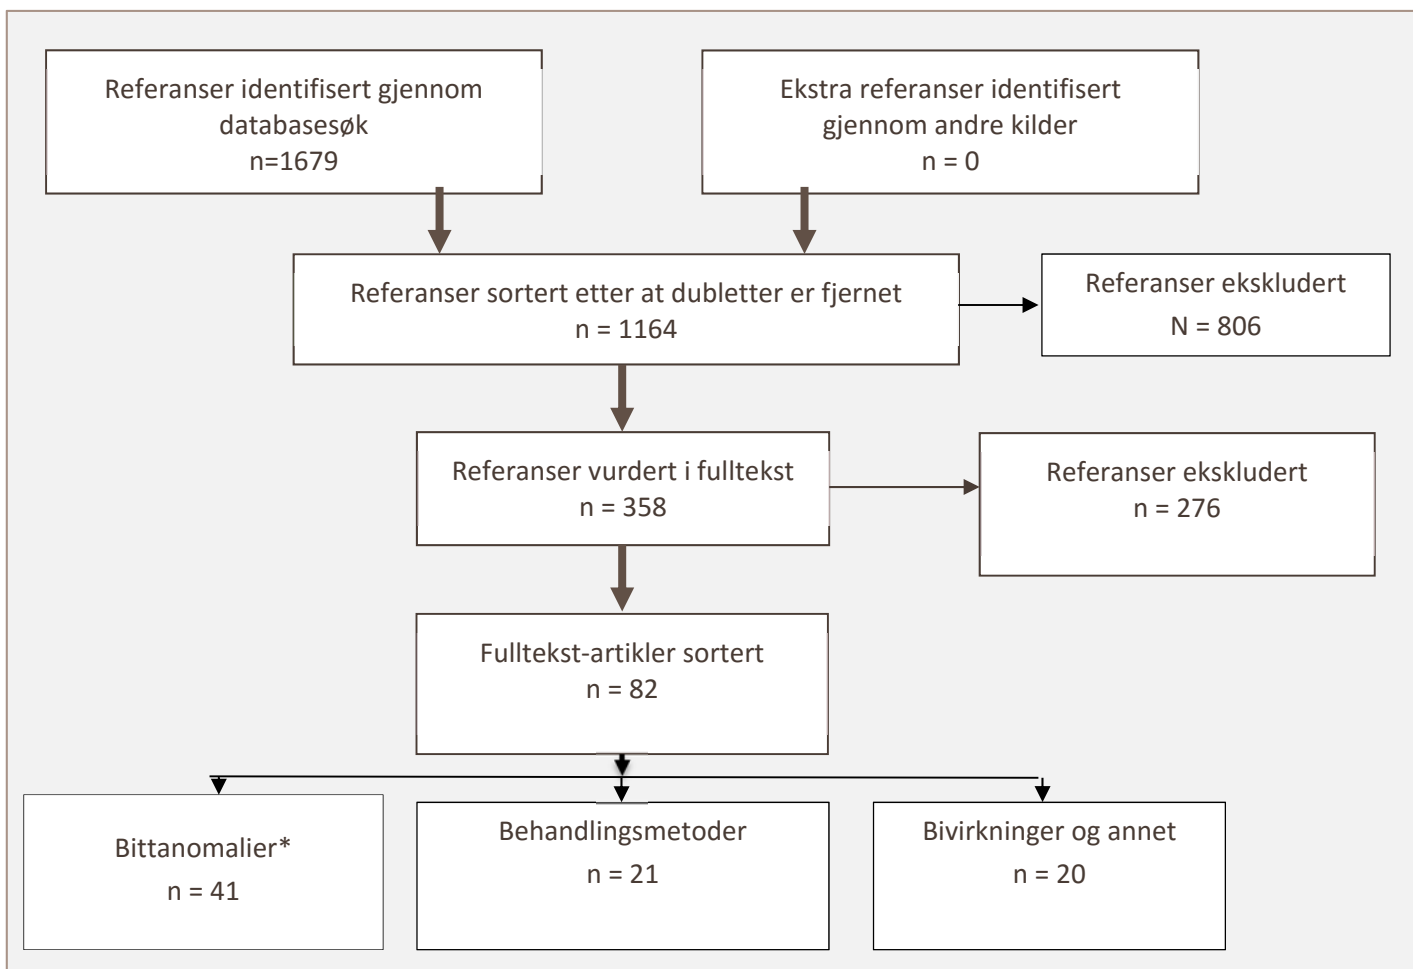 Referanser identifisert gjennom
databasesøk
n=1679
Ekstra referanser identifisert
gjennom andre kilder
n = 0
Referanser sortert etter at dubletter er fjernet
n = 1164
Referanser ekskludert
N = 806
Referanser vurdert i fulltekst
n = 358
Referanser ekskludert
n = 276
Fulltekst-artikler sortert
n = 82
Bittanomalier*
n = 41
Behandlingsmetoder
n = 21
Bivirkninger og annet
n = 20